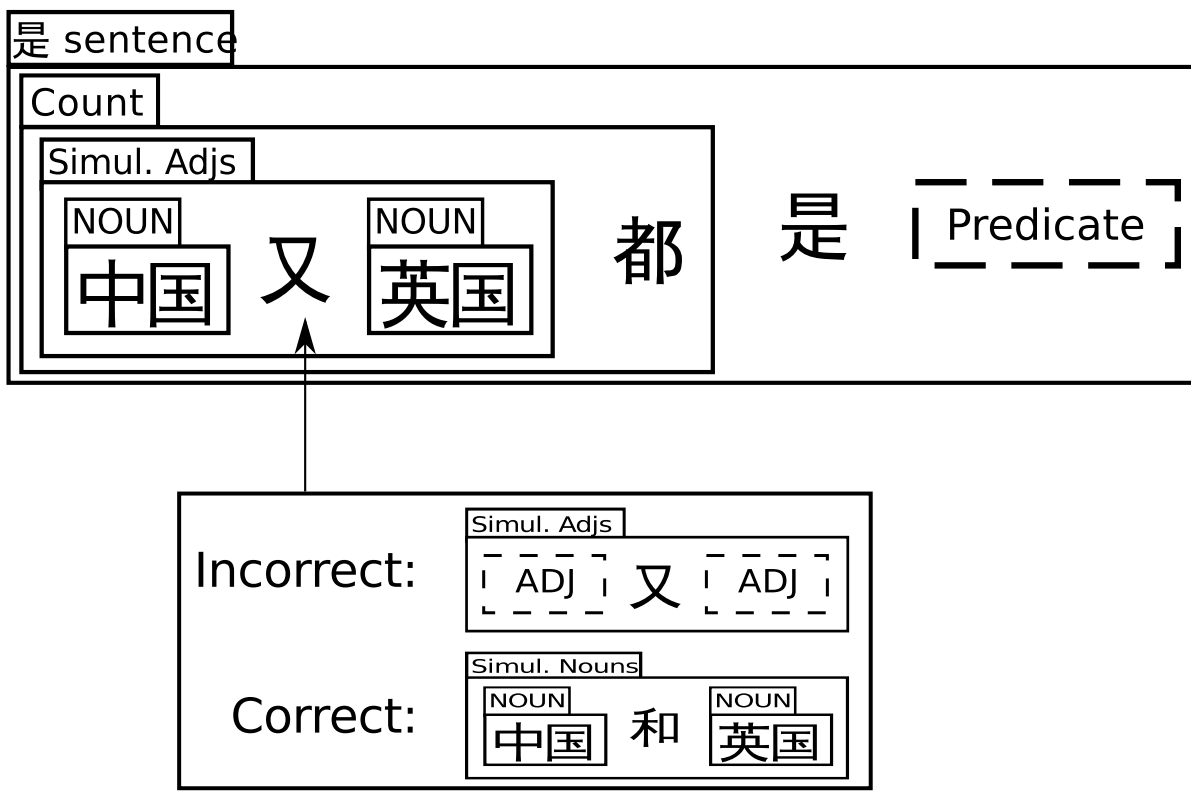 是 sentence
Count
Simul. Adjs
NOUN NOUN
中国 又 英国 都 是 Predicate
Incorrect:
Simul. Adjs
ADJ 又 ADJ
Correct:
Simul. Nouns
NOUN NOUN
中国 和 英国